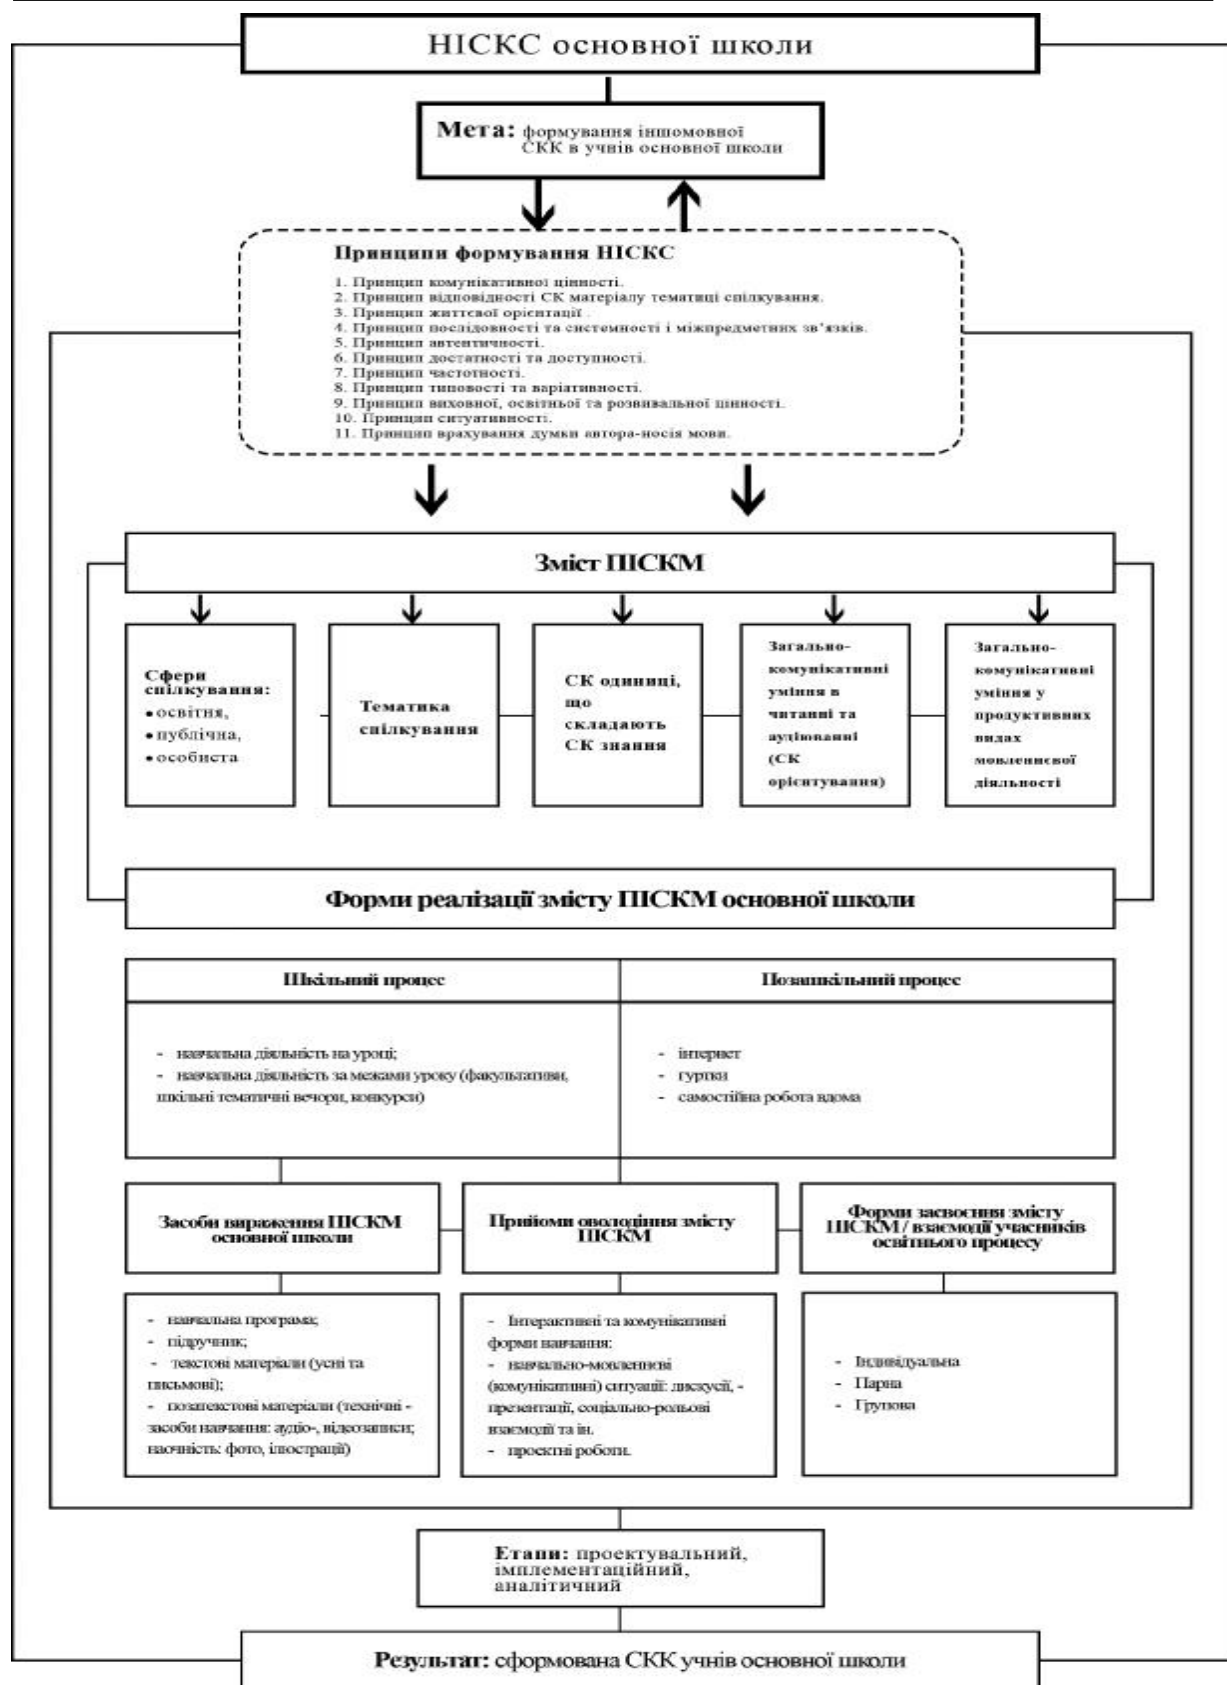 НІСКС основної школи
Мета: формування іншомовної
СКК в учнів основної школи
Принципи формування НІСКС
1. Принцип комунікативної цінності.
2. Принцип відповідності СК матеріалу тематиці спілкування.
3. Принцип життєвої орієнтації .
4. Принцип послідовності та системності і міжпредметних зв’язків.
5. Принцип автентичності.
6. Принцип достатності та доступності.
7. Принцип частотності.
8. Принцип типовості та варіативності.
9. Принцип виховної, освітньої та розвивальної цінності.
10. Принцип ситуативності.
11. Принцип врахування думки автора-носія мови.
Зміст ПІСКМ
Сфери
спілкування:
• освітня,
• публічна,
• особиста
Тематика
спілкування
СК одиниці,
що
складають
СК знання
Загально-
комунікативні
уміння в
читанні та
аудіюванні
(СК
орієнтування)
Загально-
комунікативні
уміння у
продуктивних
видах
мовленнєвої
діяльності
Форми реалізації змісту ПІСКМ основної школи
Шкільний процес
Позашкільний процес
- навчальна діяльність на уроці;
- навчальна діяльність за межами уроку (факультативи,
шкільні тематичні вечори, конкурси)
- інтернет
- гуртки
- самостійна робота вдома
Засоби вираження ПІСКМ
основної школи
Прийоми оволодіння змісту
ПІСКМ
Форми засвоєння змісту
ПІСКМ / взаємодії учасників
освітнього процесу
- навчальна програма;
- підручник;
- текстові матеріали (усні та
письмові);
- позатекстові матеріали (технічні -
засоби навчання: аудіо-, відеозаписи;
наочність: фото, ілюстрації)
- Інтерактивні та комунікативні
форми навчання:
- навчально-мовленнєві
(комунікативні) ситуації: дискусії, -
презентації, соціально-рольові
взаємодії та ін.
- проектні роботи.
- Індивідуальна
- Парна
- Групова
Етапи: проектувальний,
імплементаційний,
аналітичний
Результат: сформована СКК учнів основної школи